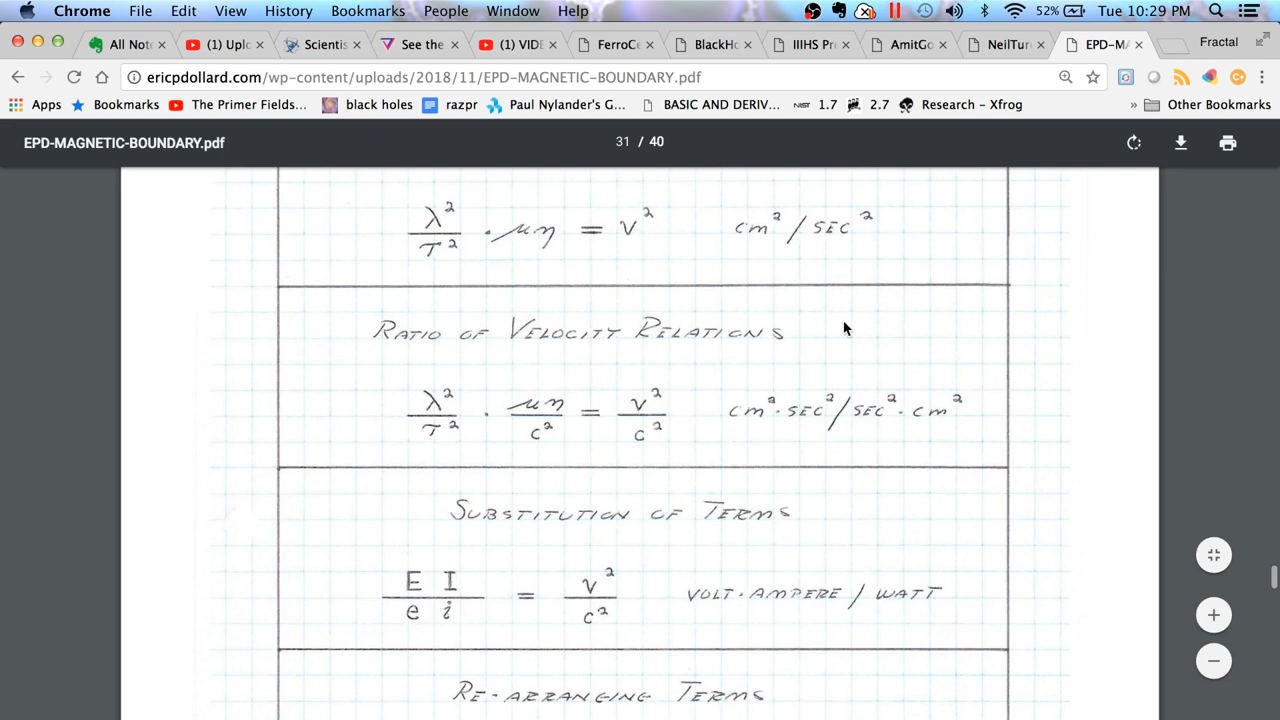 Chrome File Edit View History Bookmarks People Window Help 52% Tue 10:29 PM
All Not (1) Uplo Scientis See the (1) VIDE FerroCe BlackHo IIIHS Pr AmitGo NeilTur EPD-MA Fractal
ericpdollard.com/wp-content/uploads/2018/11/EPD-MAGNETIC-BOUNDARY.pdf
Apps Bookmarks The Primer Fields... black holes razpr Paul Nylander's G... BASIC AND DERIV... NIST 1.7 2.7 Research - Xfrog » Other Bookmarks
EPD-MAGNETIC-BOUNDARY.pdf 31 / 40
λ²/τ² · μη = v² cm²/SEC²
RATIO OF VELOCITY RELATIONS
λ²/τ² · μη/c² = v²/c² cm²·SEC²/SEC²·cm²
SUBSTITUTION OF TERMS
E I/e i = v²/c² VOLT·AMPERE/WATT
RE-ARRANGING TERMS